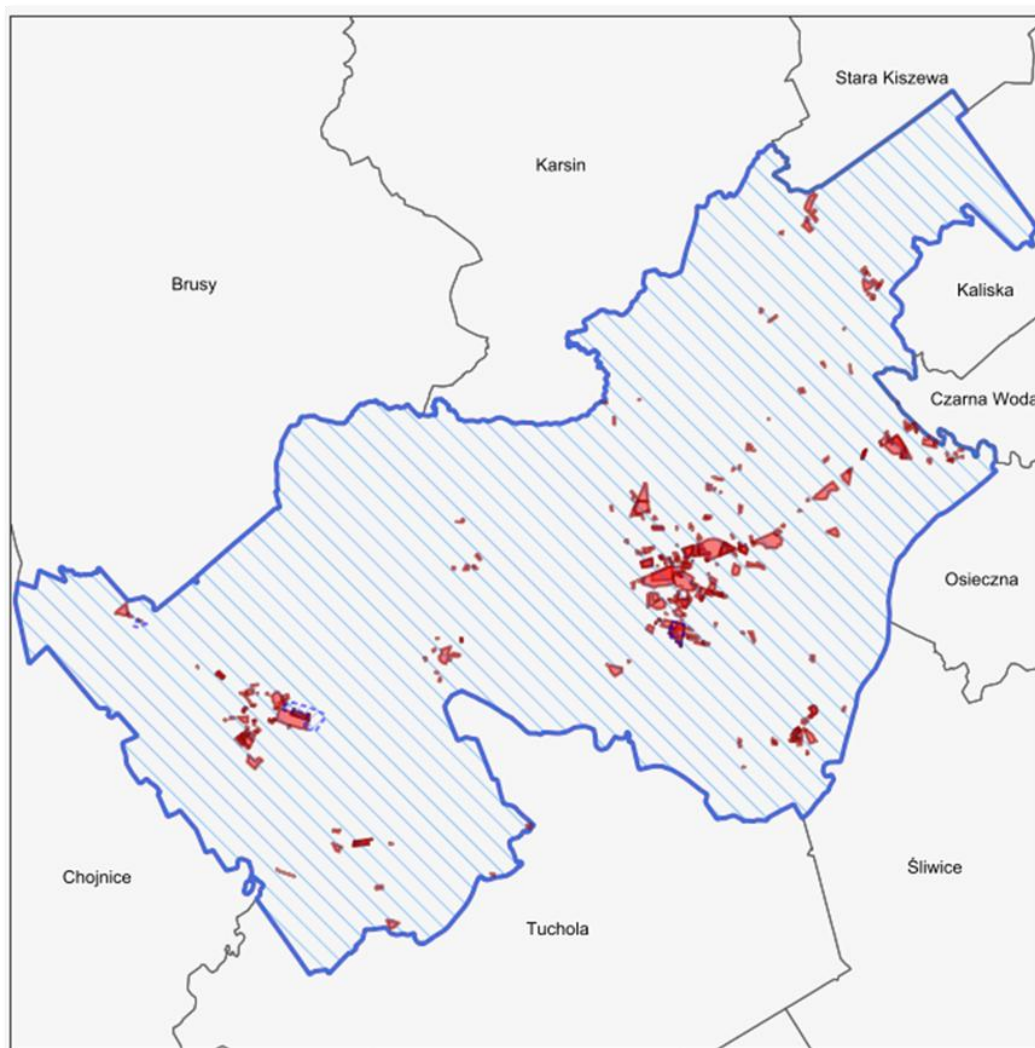 Stara Kiszewa
Karsin
Brusy
Kaliska
Czarna Woda
Osieczna
Chojnice
Śliwice
Tuchola